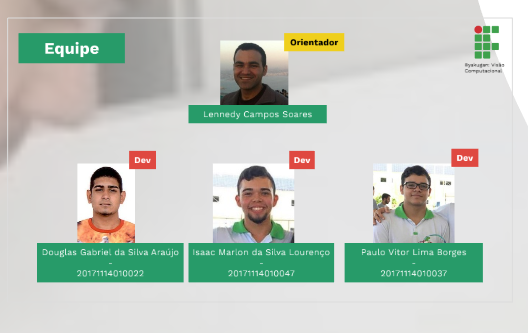 Equipe
Orientador
Byakugan: Visão
Computacional
Lennedy Campos Soares
Dev
Dev
Dev
Douglas Gabriel da Silva Araújo
-
20171114010022
Isaac Marlon da Silva Lourenço
-
20171114010047
Paulo Vitor Lima Borges
-
20171114010037